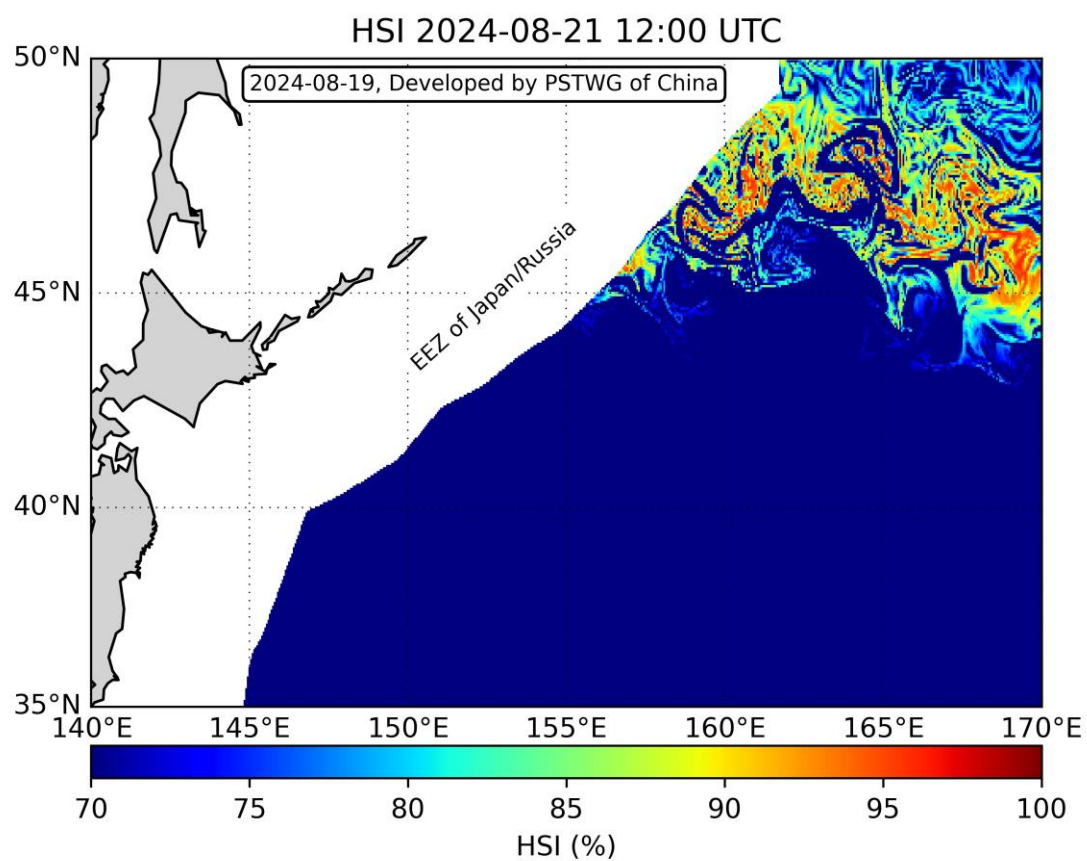 HSI 2024-08-21 12:00 UTC
50°N
2024-08-19, Developed by PSTWG of China
EEZ of Japan/Russia
45°N
40°N
35°N
140°E 145°E 150°E 155°E 160°E 165°E 170°E
70 75 80 85 90 95 100
HSI (%)